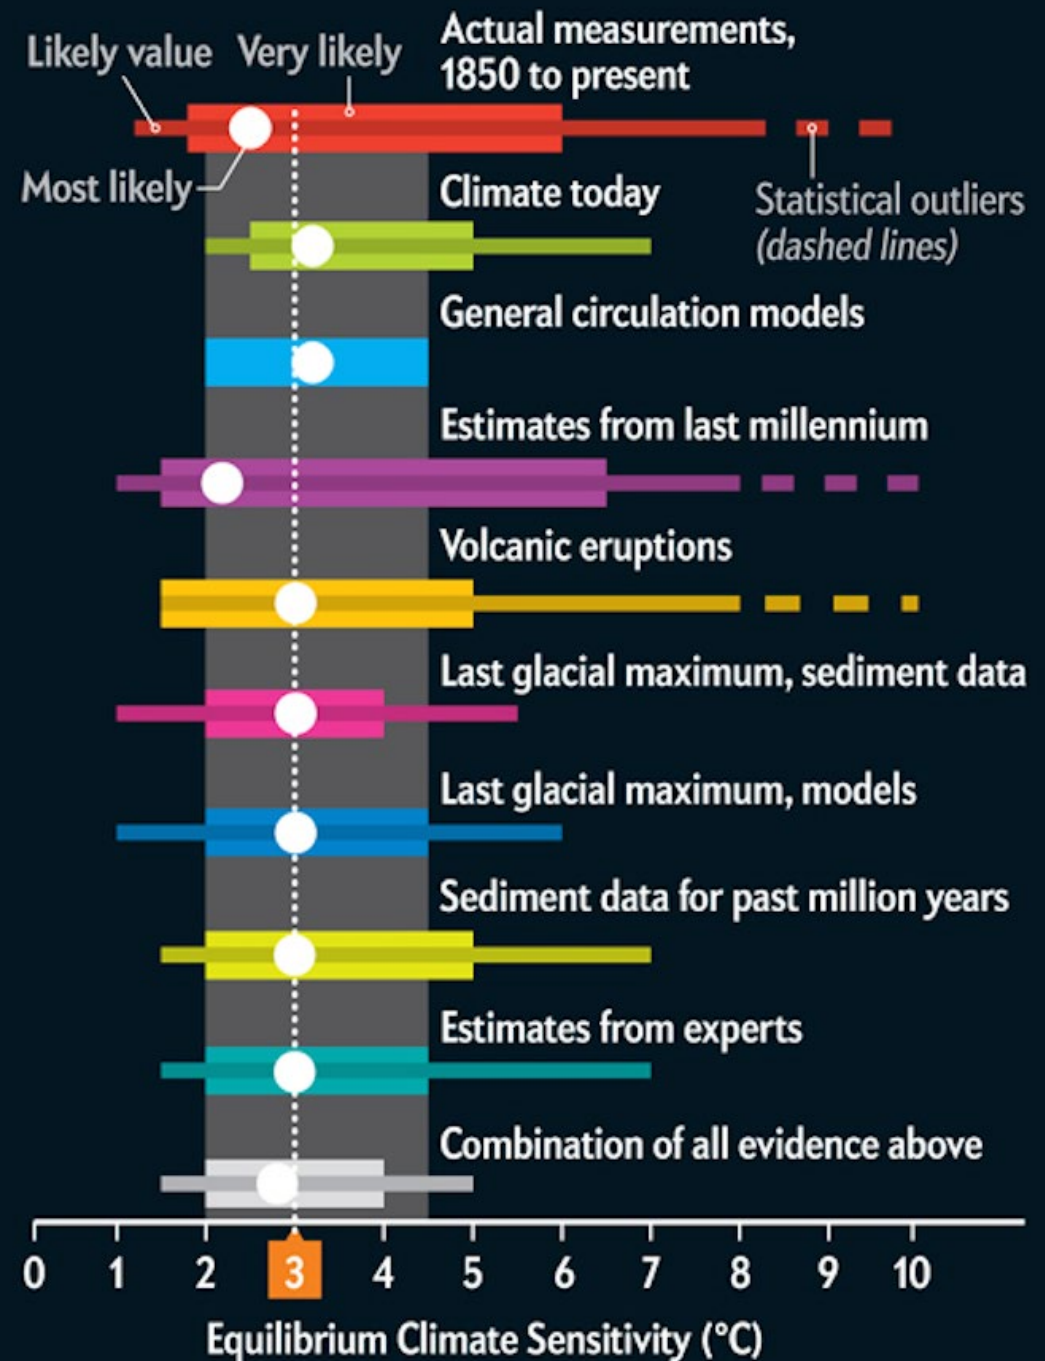 Actual measurements,
1850 to present
Likely value
Very likely
Most likely
Climate today
Statistical outliers
(dashed lines)
General circulation models
Estimates from last millennium
Volcanic eruptions
Last glacial maximum, sediment data
Last glacial maximum, models
Sediment data for past million years
Estimates from experts
Combination of all evidence above
0 1 2 3 4 5 6 7 8 9 10
Equilibrium Climate Sensitivity (°C)